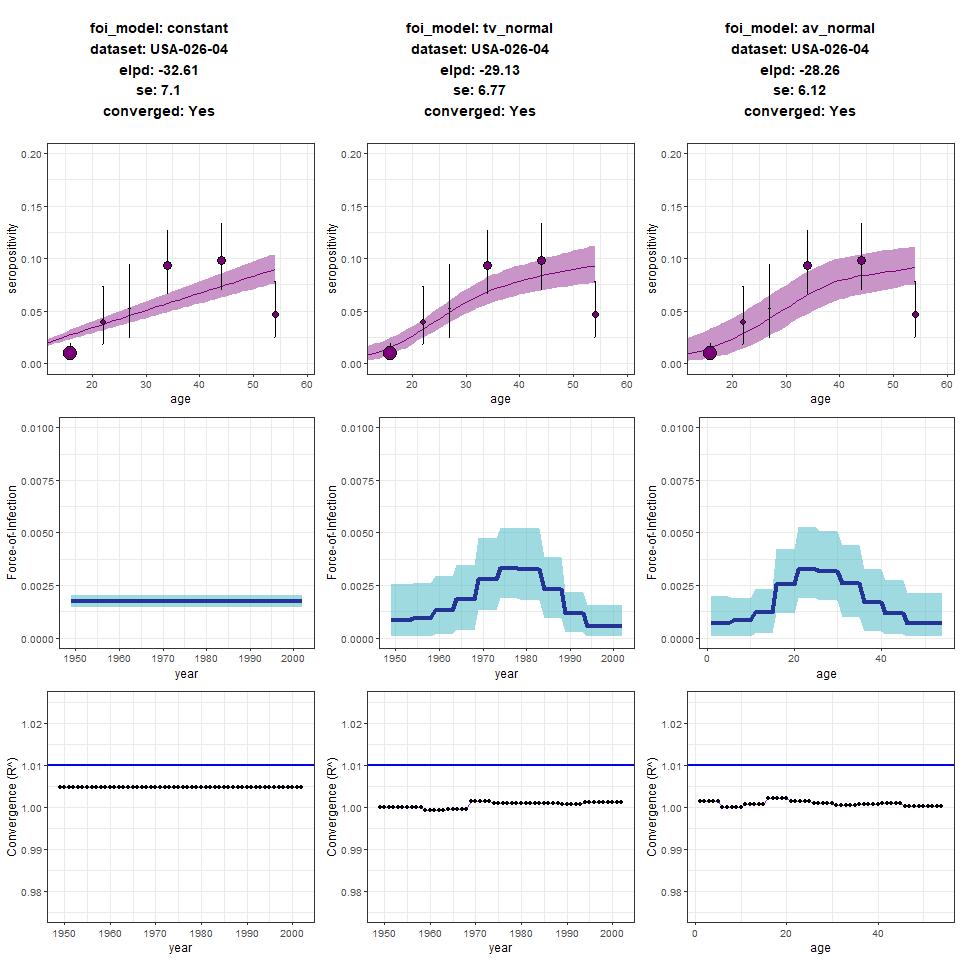 foi_model: constant
dataset: USA-026-04
elpd: -32.61
se: 7.1
converged: Yes
foi_model: tv_normal
dataset: USA-026-04
elpd: -29.13
se: 6.77
converged: Yes
foi_model: av_normal
dataset: USA-026-04
elpd: -28.26
se: 6.12
converged: Yes
seropositivity
0.20
0.15
0.10
0.05
0.00
20 30 40 50 60
age
seropositivity
0.20
0.15
0.10
0.05
0.00
20 30 40 50 60
age
seropositivity
0.20
0.15
0.10
0.05
0.00
20 30 40 50 60
age
Force-of-Infection
0.0100
0.0075
0.0050
0.0025
0.0000
1950 1960 1970 1980 1990 2000
year
Force-of-Infection
0.0100
0.0075
0.0050
0.0025
0.0000
1950 1960 1970 1980 1990 2000
year
Force-of-Infection
0.0100
0.0075
0.0050
0.0025
0.0000
0 20 40
age
Convergence (R^)
1.02
1.01
1.00
0.99
0.98
1950 1960 1970 1980 1990 2000
year
Convergence (R^)
1.02
1.01
1.00
0.99
0.98
1950 1960 1970 1980 1990 2000
year
Convergence (R^)
1.02
1.01
1.00
0.99
0.98
0 20 40
age